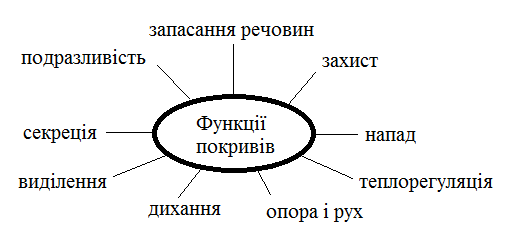 запасання речовин
подразливість
захист
Функції
покривів
секреція
напад
виділення
теплорегуляція
дихання
опора і рух